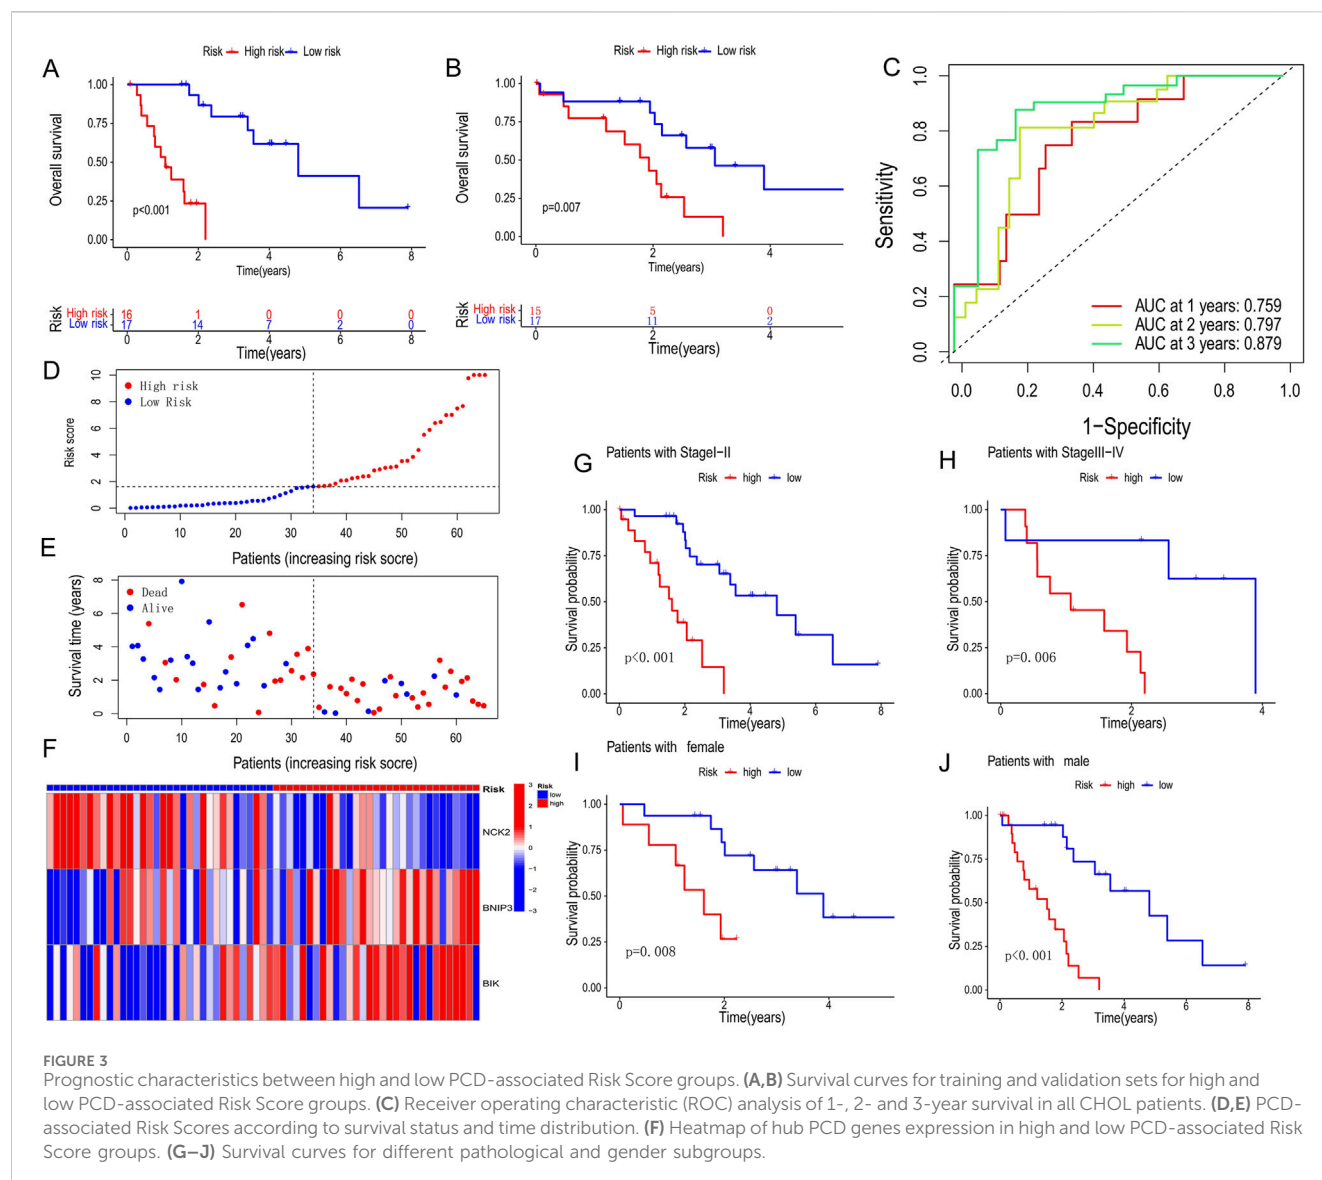 A
Risk High risk Low risk
Overall survival
1.00
0.75
0.50
0.25
0.00
p<0.001
0 2 4 6 8
Time(years)
Risk
High risk 16 1 0 0 0
Low risk 17 14 7 2 0
0 2 4 6 8
Time(years)
B
Risk High risk Low risk
Overall survival
1.00
0.75
0.50
0.25
0.00
p=0.007
0 2 4
Time(years)
Risk
High risk 15 5 0
Low risk 17 11 2
0 2 4
Time(years)
C
Sensitivity
1.0
0.8
0.6
0.4
0.2
0.0
AUC at 1 years: 0.759
AUC at 2 years: 0.797
AUC at 3 years: 0.879
0.0 0.2 0.4 0.6 0.8 1.0
1−Specificity
D
Risk score
10
8
6
4
2
0
High risk
Low Risk
0 10 20 30 40 50 60
Patients (increasing risk socre)
E
Survival time (years)
8
6
4
2
0
Dead
Alive
0 10 20 30 40 50 60
Patients (increasing risk socre)
F
Risk
NCK2
BNIP3
BIK
3
2
1
0
−1
−2
−3
Risk
low
high
G
Patients with StageI−II
Risk high low
Survival probability
1.00
0.75
0.50
0.25
0.00
p<0.001
0 2 4 6 8
Time(years)
H
Patients with StageIII−IV
Risk high low
Survival probability
1.00
0.75
0.50
0.25
0.00
p=0.006
0 2 4
Time(years)
I
Patients with female
Risk high low
Survival probability
1.00
0.75
0.50
0.25
0.00
p=0.008
0 2 4
Time(years)
J
Patients with male
Risk high low
Survival probability
1.00
0.75
0.50
0.25
0.00
p<0.001
0 2 4 6 8
Time(years)
FIGURE 3
Prognostic characteristics between high and low PCD-associated Risk Score groups. (A,B) Survival curves for training and validation sets for high and
low PCD-associated Risk Score groups. (C) Receiver operating characteristic (ROC) analysis of 1-, 2- and 3-year survival in all CHOL patients. (D,E) PCD-
associated Risk Scores according to survival status and time distribution. (F) Heatmap of hub PCD genes expression in high and low PCD-associated Risk
Score groups. (G–J) Survival curves for different pathological and gender subgroups.